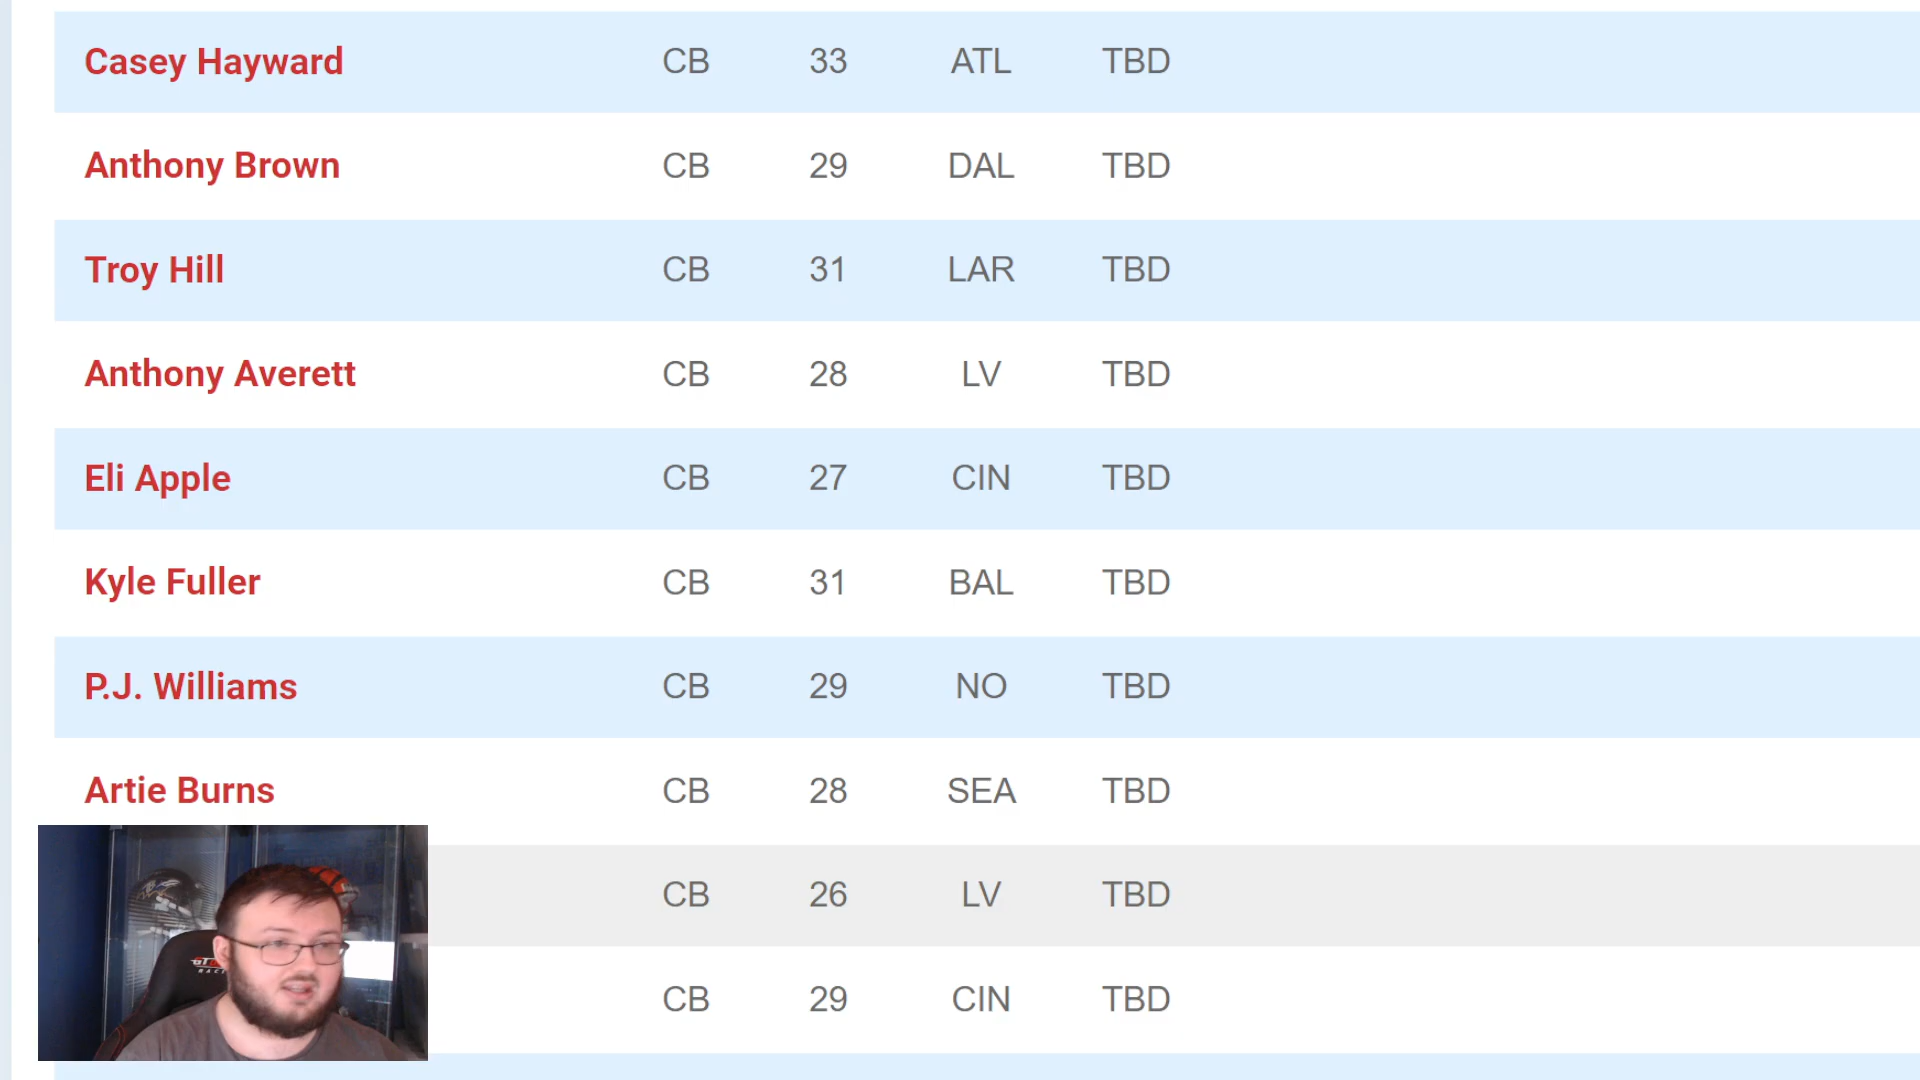 Casey Hayward CB 33 ATL TBD
Anthony Brown CB 29 DAL TBD
Troy Hill CB 31 LAR TBD
Anthony Averett CB 28 LV TBD
Eli Apple CB 27 CIN TBD
Kyle Fuller CB 31 BAL TBD
P.J. Williams CB 29 NO TBD
Artie Burns CB 28 SEA TBD
CB 26 LV TBD
CB 29 CIN TBD